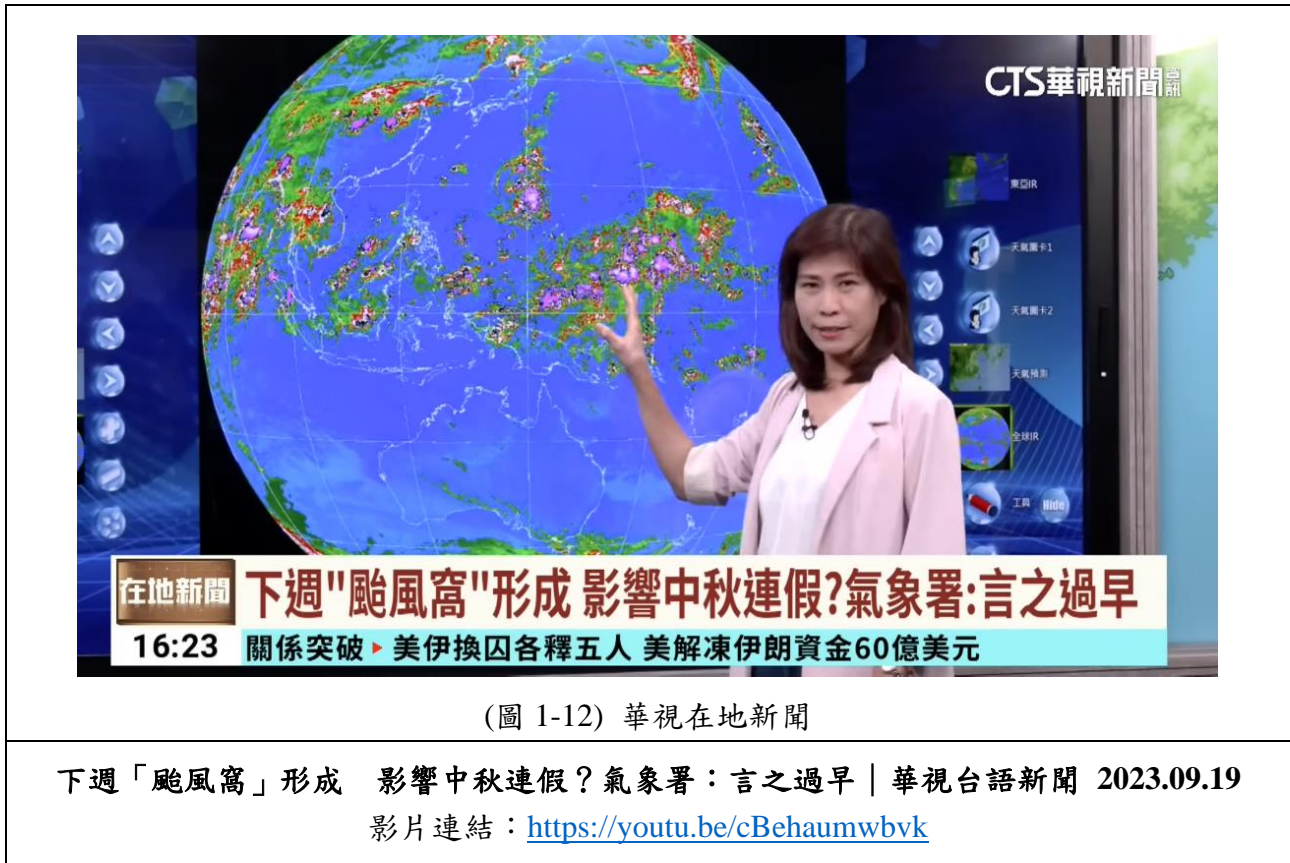 CTS華視新聞資訊
東亞IR
天氣圖卡1
天氣圖卡2
天氣預測
全球IR
工具 Hide
在地新聞
下週"颱風窩"形成 影響中秋連假?氣象署:言之過早
16:23
關係突破▸美伊換囚各釋五人 美解凍伊朗資金60億美元
(圖 1-12) 華視在地新聞
下週「颱風窩」形成 影響中秋連假？氣象署：言之過早｜華視台語新聞 2023.09.19
影片連結：https://youtu.be/cBehaumwbvk